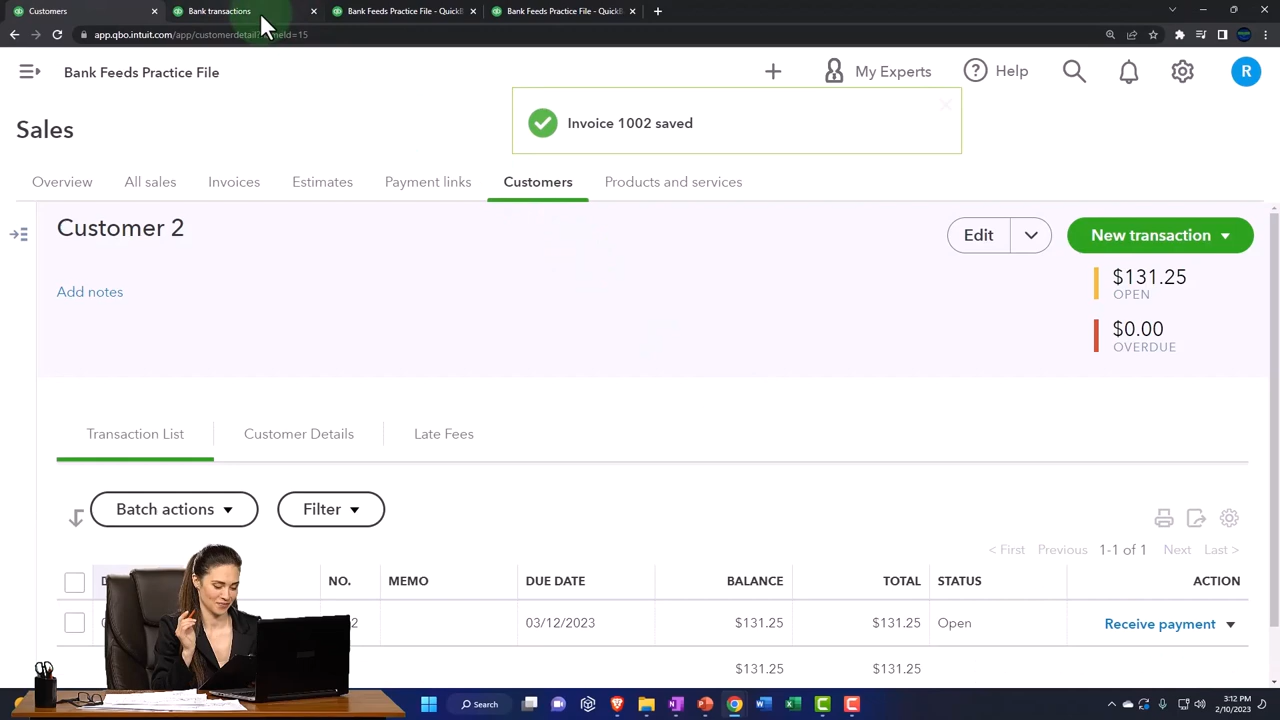 Customers
Bank transactions
Bank Feeds Practice File - QuickB
Bank Feeds Practice File - QuickB
app.qbo.intuit.com/app/customerdetail?
Id=15
Bank Feeds Practice File
My Experts
Help
R
Sales
Invoice 1002 saved
Overview
All sales
Invoices
Estimates
Payment links
Customers
Products and services
Customer 2
Edit
New transaction
Add notes
$131.25
OPEN
$0.00
OVERDUE
Transaction List
Customer Details
Late Fees
Batch actions
Filter
< First
Previous
1-1 of 1
Next
Last >
NO.
MEMO
DUE DATE
BALANCE
TOTAL
STATUS
ACTION
2
03/12/2023
$131.25
$131.25
Open
Receive payment
$131.25
$131.25
Search
3:12 PM
2/10/2023